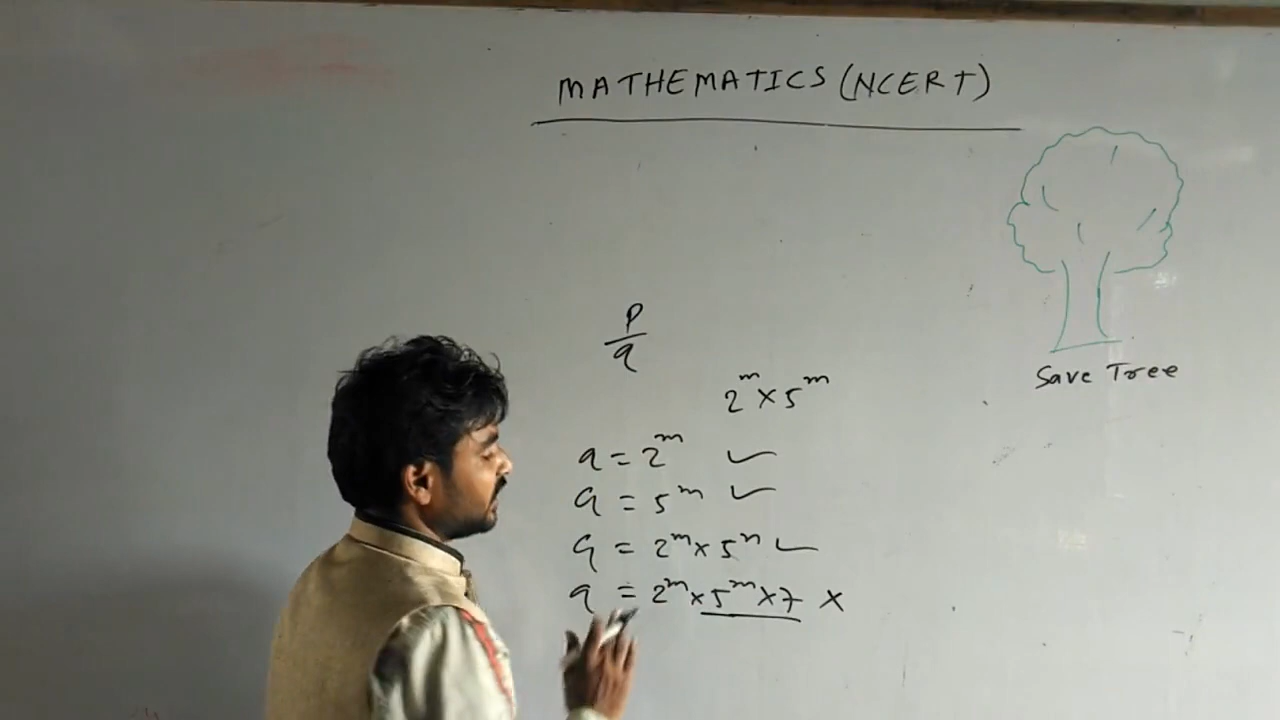 MATHEMATICS (NCERT)
p/q
2^m × 5^m
Save Tree
q = 2^m ✓
q = 5^m ✓
q = 2^m × 5^n ✓
q = 2^m × 5^m × 7 ×